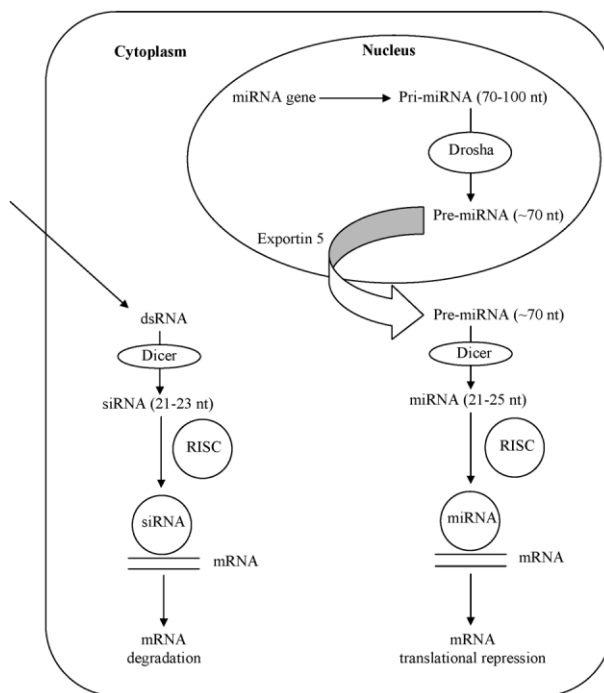 Cytoplasm
Nucleus
miRNA gene
Pri-miRNA (70-100 nt)
Drosha
Pre-miRNA (~70 nt)
Exportin 5
dsRNA
Dicer
siRNA (21-23 nt)
RISC
siRNA
mRNA
mRNA
degradation
Pre-miRNA (~70 nt)
Dicer
miRNA (21-25 nt)
RISC
miRNA
mRNA
mRNA
translational repression